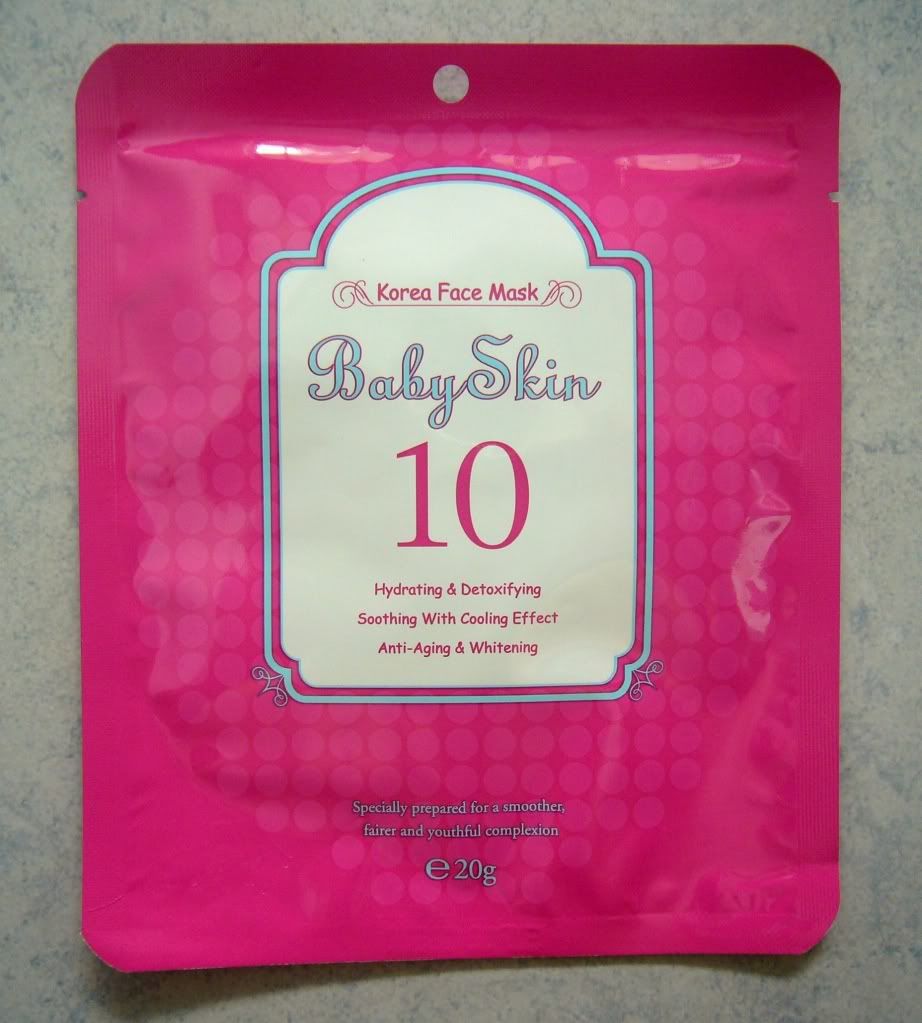 Korea Face Mask
BabySkin
10
Hydrating & Detoxifying
Soothing With Cooling Effect
Anti-Aging & Whitening
Specially prepared for a smoother,
fairer and youthful complexion
℮ 20g